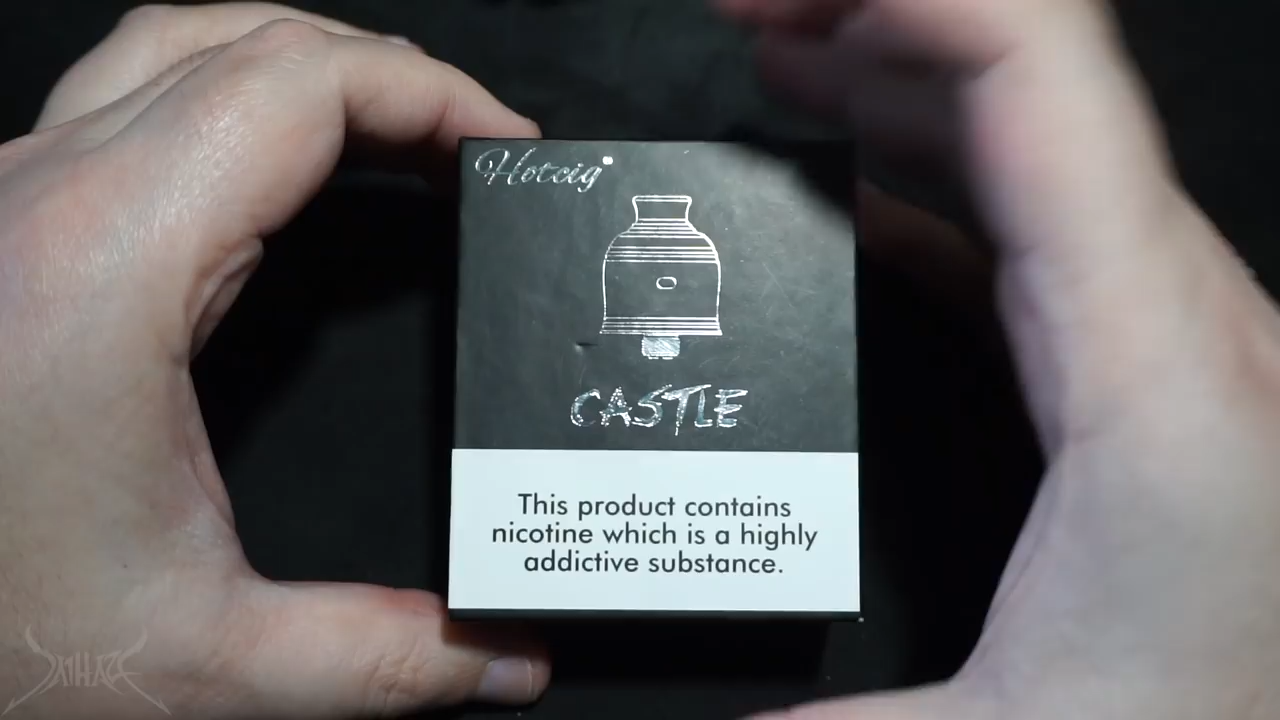 Hotcig
CASTLE
This product contains
nicotine which is a highly
addictive substance.